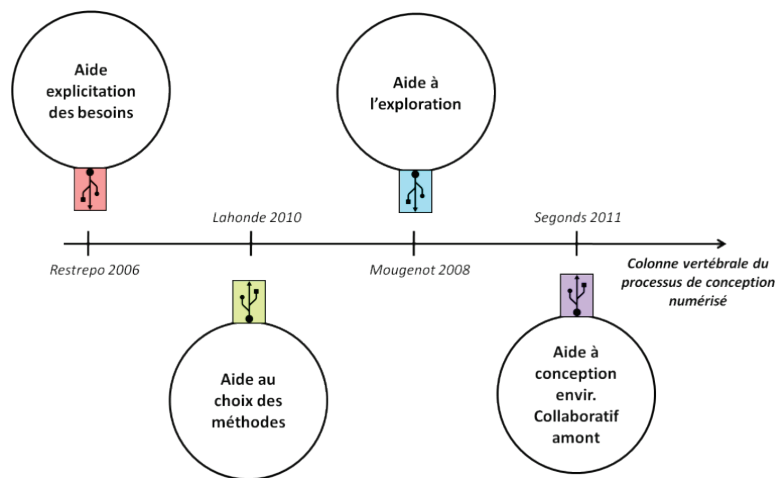 Aide
explicitation
des besoins
Aide à
l'exploration
Lahonde 2010
Segonds 2011
Restrepo 2006
Mougenot 2008
Colonne vertébrale du
processus de conception
numérisé
Aide au
choix des
méthodes
Aide à
conception
envir.
Collaboratif
amont